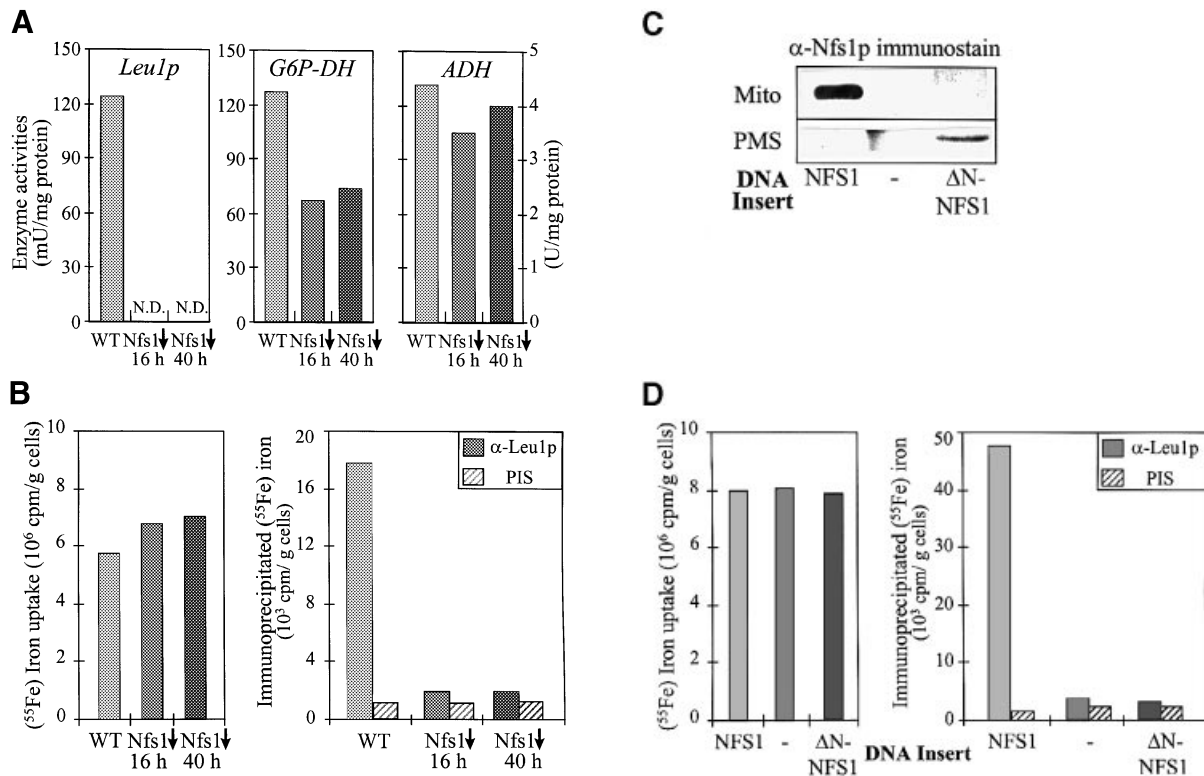 A
Enzyme activities
(mU/mg protein)
150
120
90
60
30
0
Leu1p
N.D.
N.D.
WT Nfs1↓ Nfs1↓
16 h 40 h
150
120
90
60
30
0
G6P-DH
WT Nfs1↓ Nfs1↓
16 h 40 h
ADH
5
4
3
2
1
0
(U/mg protein)
WT Nfs1↓ Nfs1↓
16 h 40 h
B
(⁵⁵Fe) Iron uptake (10⁶ cpm/g cells)
10
8
6
4
2
0
WT Nfs1↓ Nfs1↓
16 h 40 h
Immunoprecipitated (⁵⁵Fe) iron
(10³ cpm/ g cells)
20
16
12
8
4
0
α-Leu1p
PIS
WT Nfs1↓ Nfs1↓
16 h 40 h
C
α-Nfs1p immunostain
Mito
PMS
DNA
Insert
NFS1 - ΔN-
NFS1
D
(⁵⁵Fe) Iron uptake (10⁶ cpm/g cells)
10
8
6
4
2
0
NFS1 - ΔN-
NFS1
DNA Insert
Immunoprecipitated (⁵⁵Fe) iron
(10³ cpm/ g cells)
50
40
30
20
10
0
α-Leu1p
PIS
NFS1 - ΔN-
NFS1